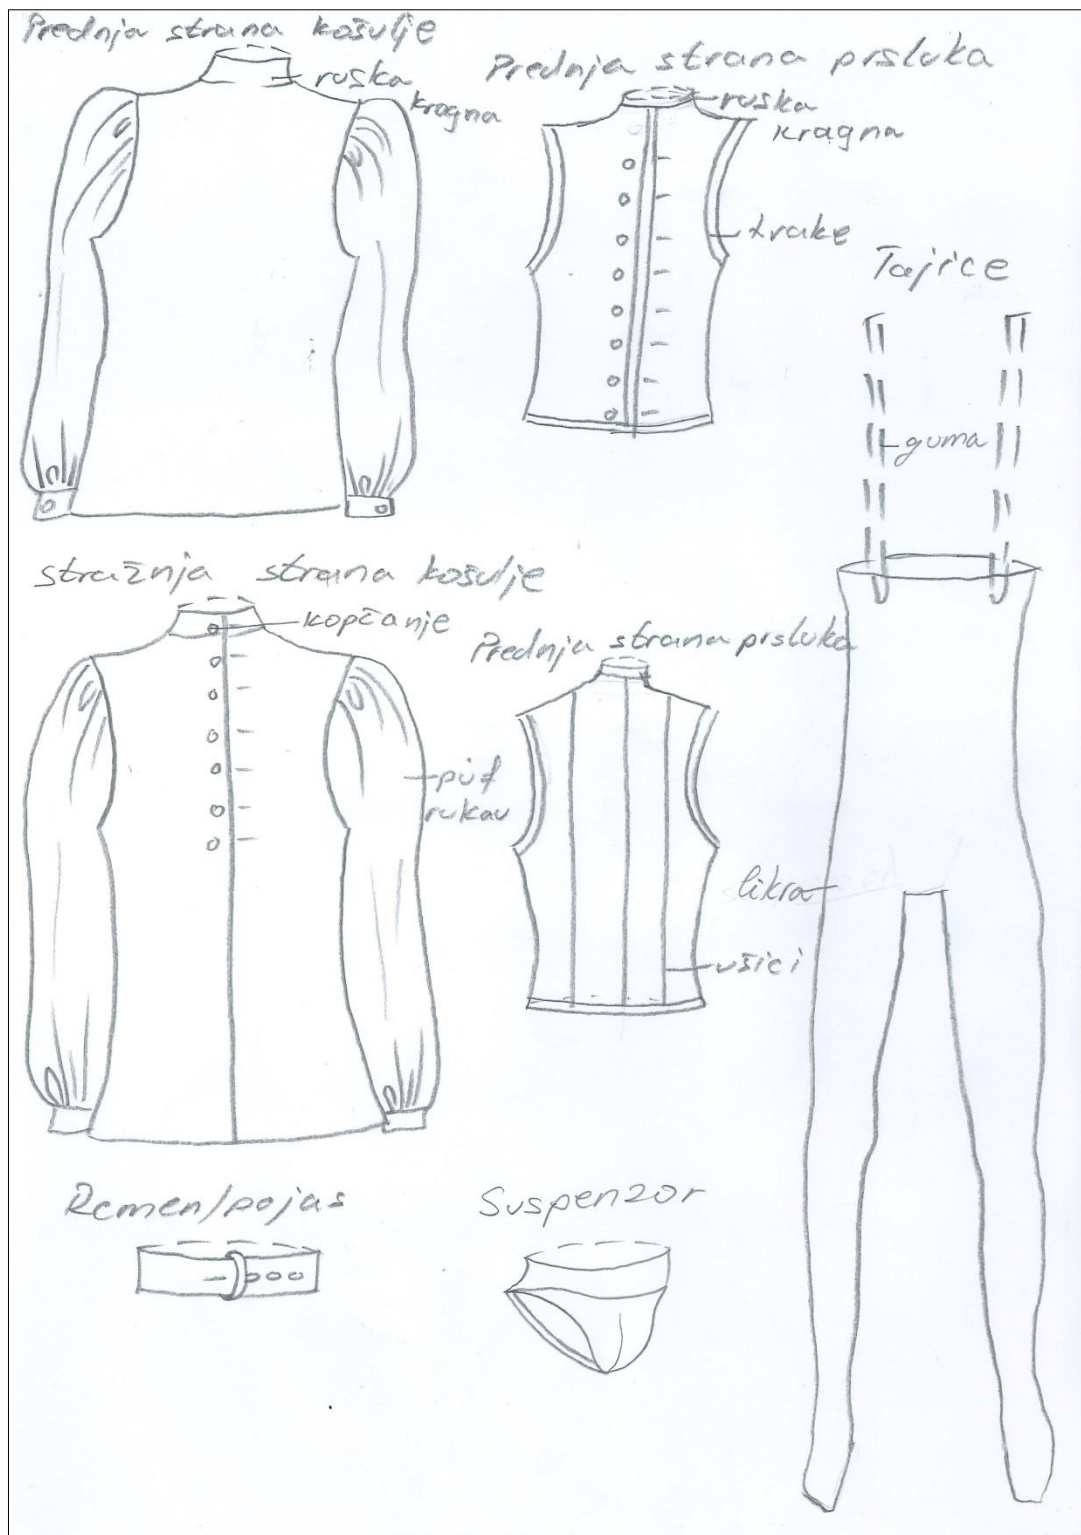 Prednja strana košulje
ruska
kragna
Prednja strana prsluka
ruska
kragna
trake
Tajice
guma
stražnja strana košulje
kopčanje
Prednja strana prsluka
puf
rukav
likra
ušici
Remen/pojas
Suspenzor